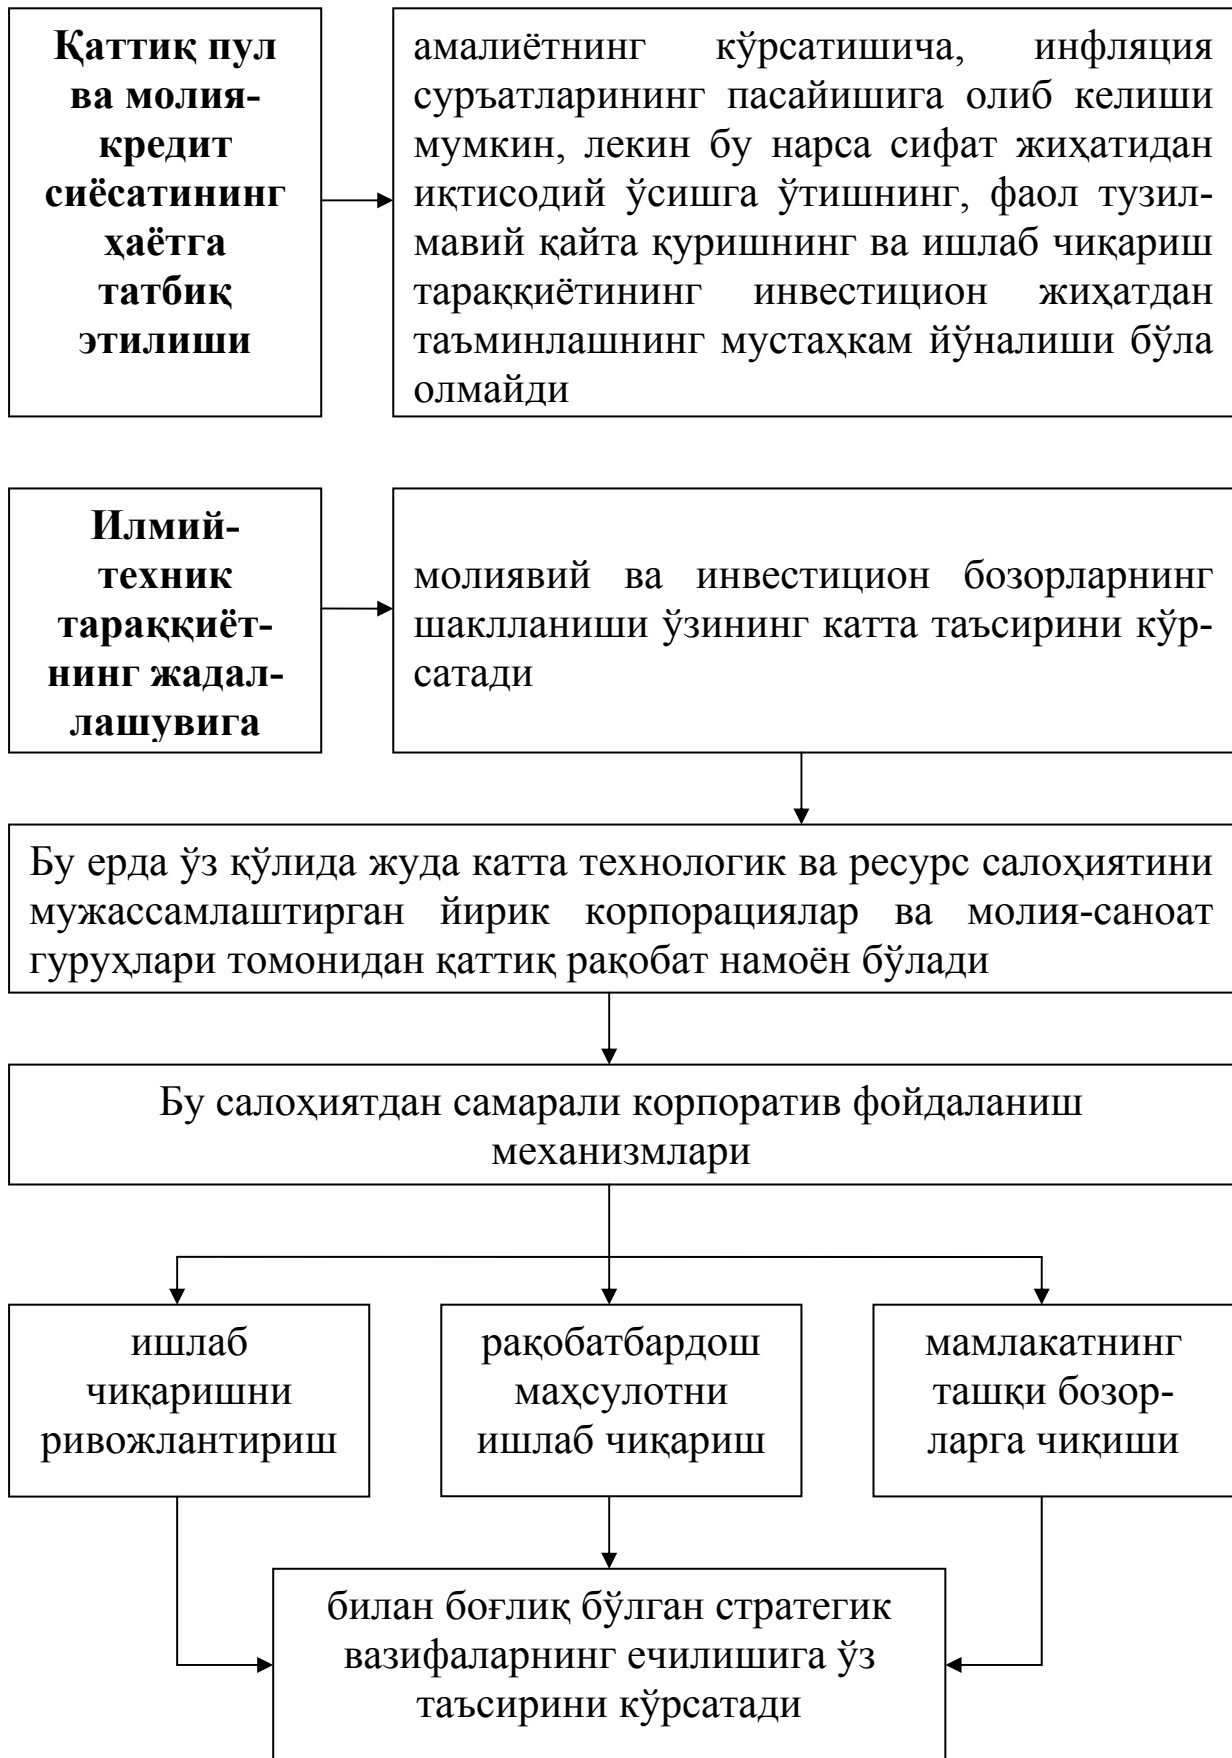 Қаттиқ пул
ва молия-
кредит
сиёсатининг
ҳаётга
татбиқ
этилиши
амалиётнинг кўрсатишича, инфляция
суръатларининг пасайишига олиб келиши
мумкин, лекин бу нарса сифат жиҳатидан
иқтисодий ўсишга ўтишнинг, фаол тузил-
мавий қайта қуришнинг ва ишлаб чиқариш
тараққиётининг инвестицион жиҳатдан
таъминлашнинг мустаҳкам йўналиши бўла
олмайди
Илмий-
техник
тараққиёт-
нинг жадал-
лашувига
молиявий ва инвестицион бозорларнинг
шаклланиши ўзининг катта таъсирини кўр-
сатади
Бу ерда ўз қўлида жуда катта технологик ва ресурс салоҳиятини
мужассамлаштирган йирик корпорациялар ва молия-саноат
гуруҳлари томонидан қаттиқ рақобат намоён бўлади
Бу салоҳиятдан самарали корпоратив фойдаланиш
механизмлари
ишлаб
чиқаришни
ривожлантириш
рақобатбардош
маҳсулотни
ишлаб чиқариш
мамлакатнинг
ташқи бозор-
ларга чиқиши
билан боғлиқ бўлган стратегик
вазифаларнинг ечилишига ўз
таъсирини кўрсатади